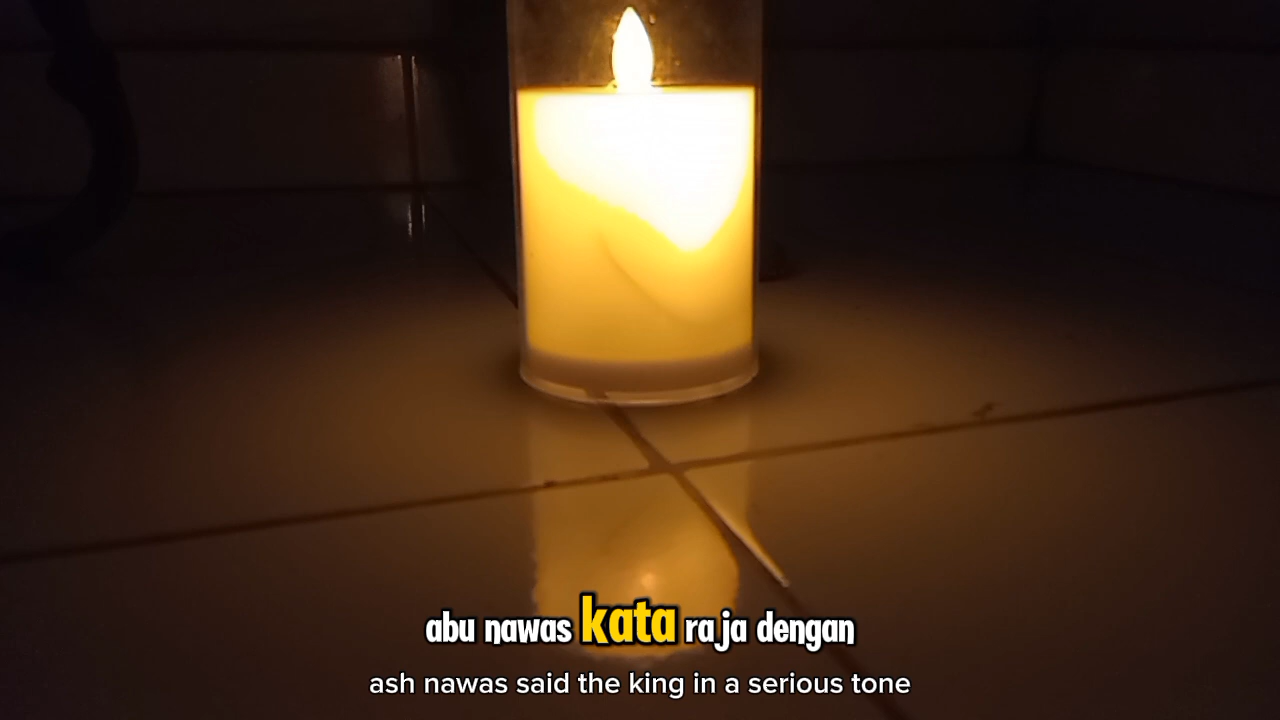 abu nawas kata raja dengan
ash nawas said the king in a serious tone